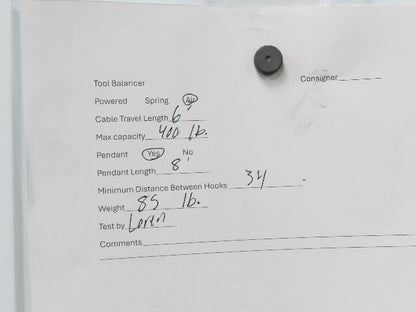 Tool Balancer
Consigner
Powered Spring Air
Cable Travel Length 6'
Max capacity 400 lb.
Pendant Yes No
Pendant Length 8'
Minimum Distance Between Hooks 34
Weight 85 lb.
Test by Loren
Comments